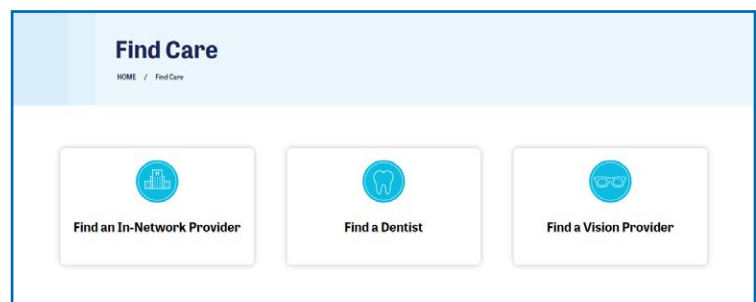 Find Care
HOME / Find Care
H
Find an In-Network Provider
Find a Dentist
Find a Vision Provider